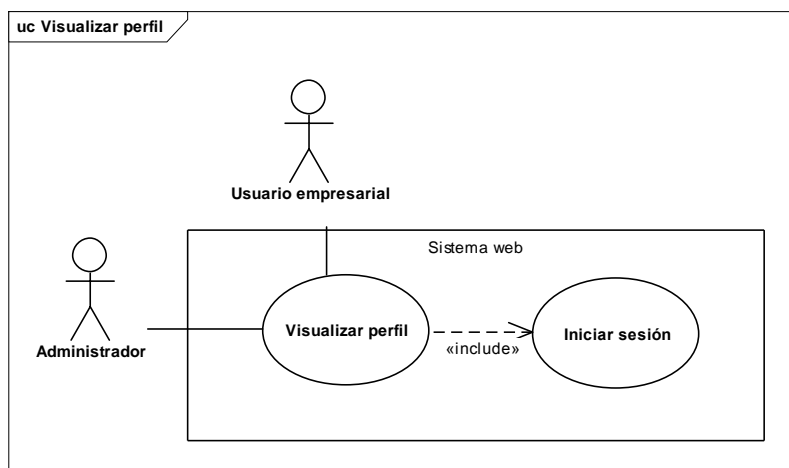 uc Visualizar perfil
Usuario empresarial
Sistema web
Administrador
Visualizar perfil
«include»
Iniciar sesión